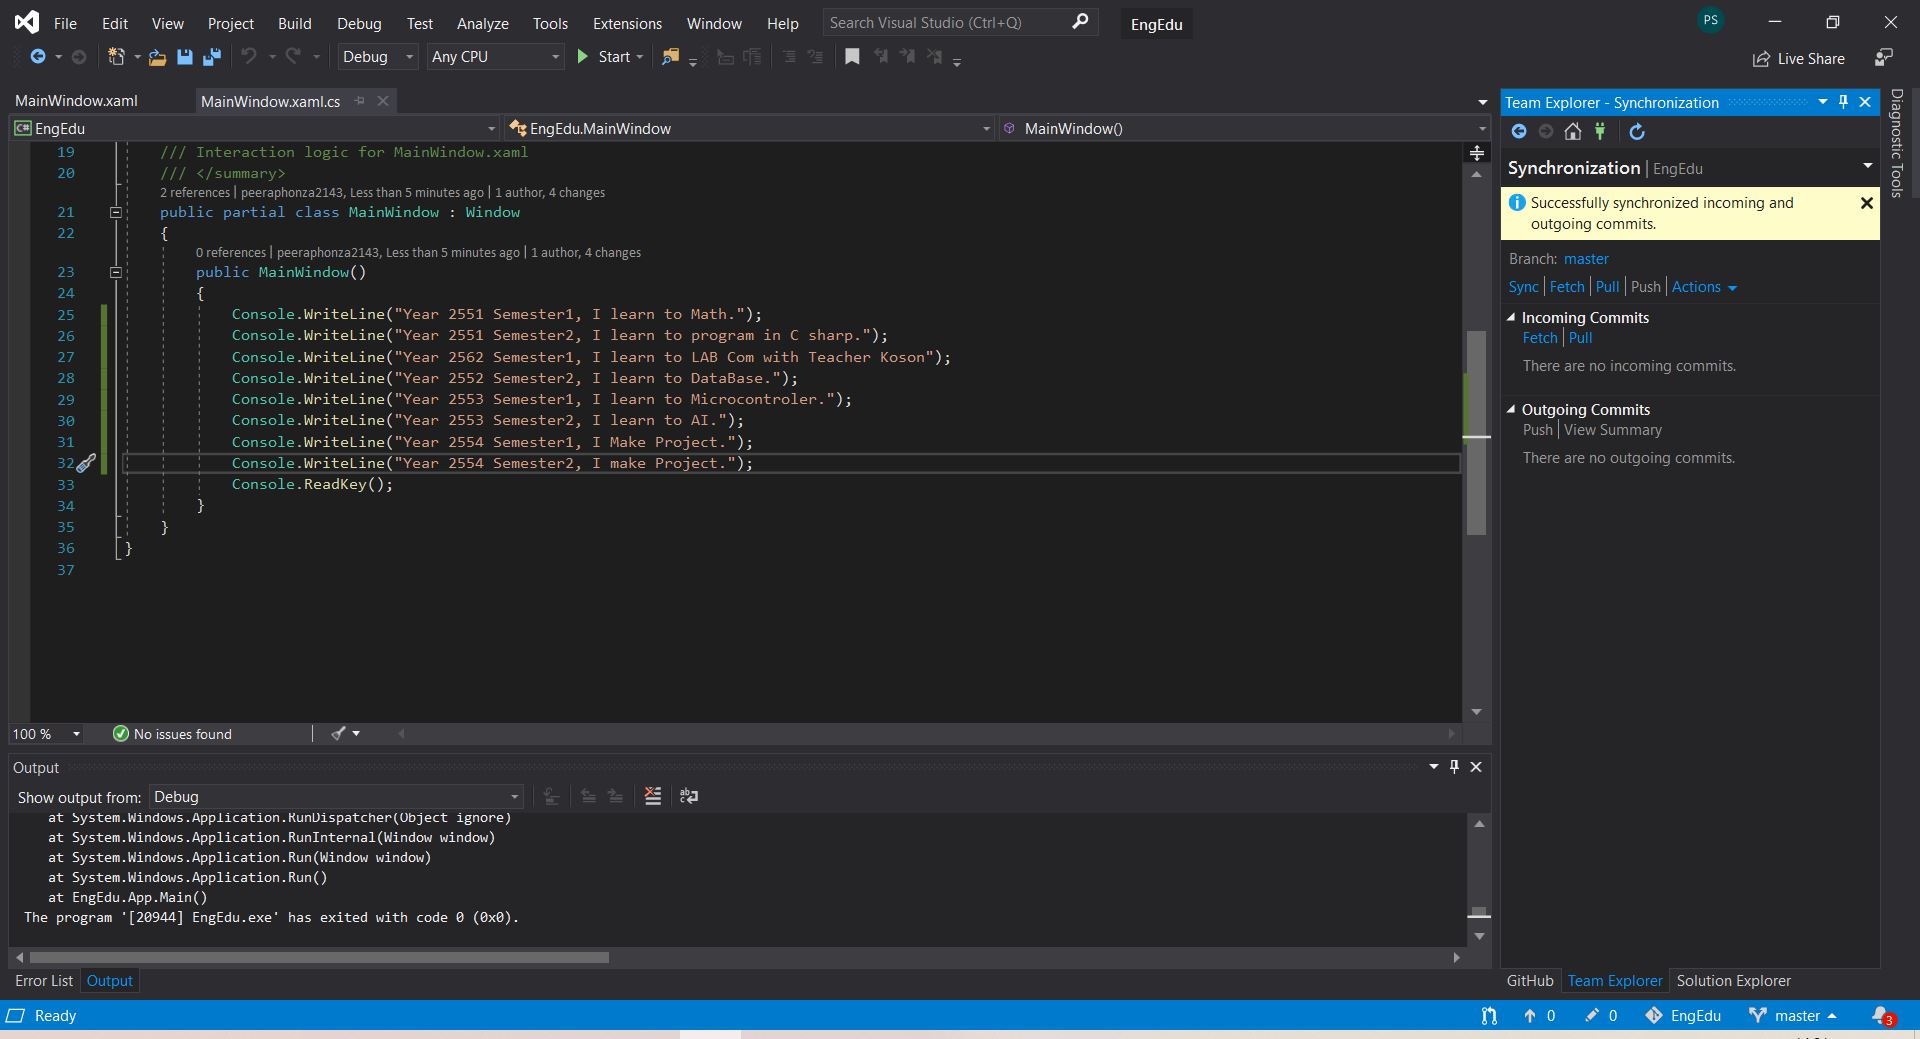 File Edit View Project Build Debug Test Analyze Tools Extensions Window Help Search Visual Studio (Ctrl+Q) EngEdu PS
Debug Any CPU Start Live Share
MainWindow.xaml MainWindow.xaml.cs
C# EngEdu EngEdu.MainWindow MainWindow()
19 /// Interaction logic for MainWindow.xaml
20 /// </summary>
2 references | peeraphonza2143, Less than 5 minutes ago | 1 author, 4 changes
21 public partial class MainWindow : Window
22 {
0 references | peeraphonza2143, Less than 5 minutes ago | 1 author, 4 changes
23 public MainWindow()
24 {
25 Console.WriteLine("Year 2551 Semester1, I learn to Math.");
26 Console.WriteLine("Year 2551 Semester2, I learn to program in C sharp.");
27 Console.WriteLine("Year 2562 Semester1, I learn to LAB Com with Teacher Koson");
28 Console.WriteLine("Year 2552 Semester2, I learn to DataBase.");
29 Console.WriteLine("Year 2553 Semester1, I learn to Microcontroler.");
30 Console.WriteLine("Year 2553 Semester2, I learn to AI.");
31 Console.WriteLine("Year 2554 Semester1, I Make Project.");
32 Console.WriteLine("Year 2554 Semester2, I make Project.");
33 Console.ReadKey();
34 }
35 }
36 }
37
100 % No issues found
Output
Show output from: Debug
at System.Windows.Application.RunDispatcher(Object ignore)
at System.Windows.Application.RunInternal(Window window)
at System.Windows.Application.Run(Window window)
at System.Windows.Application.Run()
at EngEdu.App.Main()
The program '[20944] EngEdu.exe' has exited with code 0 (0x0).
Error List Output
Team Explorer - Synchronization
Synchronization | EngEdu
Successfully synchronized incoming and
outgoing commits.
Branch: master
Sync | Fetch | Pull | Push | Actions
Incoming Commits
Fetch | Pull
There are no incoming commits.
Outgoing Commits
Push | View Summary
There are no outgoing commits.
GitHub Team Explorer Solution Explorer
Diagnostic Tools
Ready 0 0 EngEdu master 3